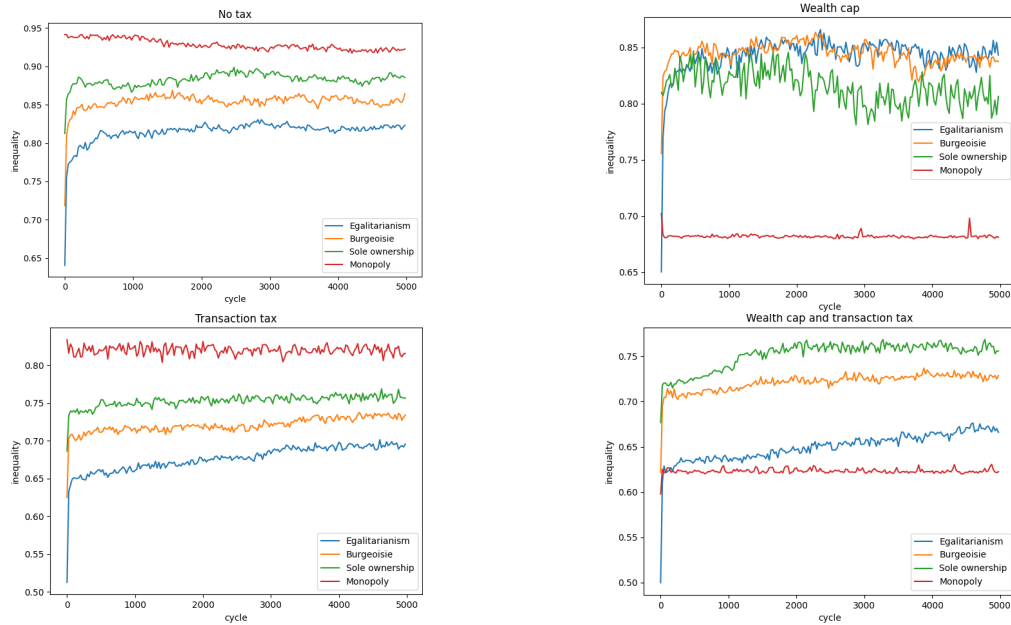 No tax
0.95
0.90
0.85
0.80
0.75
0.70
0.65
inequality
0
1000
2000
3000
4000
5000
cycle
Egalitarianism
Burgeoisie
Sole ownership
Monopoly
Wealth cap
0.85
0.80
0.75
0.70
0.65
inequality
0
1000
2000
3000
4000
5000
cycle
Egalitarianism
Burgeoisie
Sole ownership
Monopoly
Transaction tax
0.80
0.75
0.70
0.65
0.60
0.55
0.50
inequality
0
1000
2000
3000
4000
5000
cycle
Egalitarianism
Burgeoisie
Sole ownership
Monopoly
Wealth cap and transaction tax
0.75
0.70
0.65
0.60
0.55
0.50
inequality
0
1000
2000
3000
4000
5000
cycle
Egalitarianism
Burgeoisie
Sole ownership
Monopoly